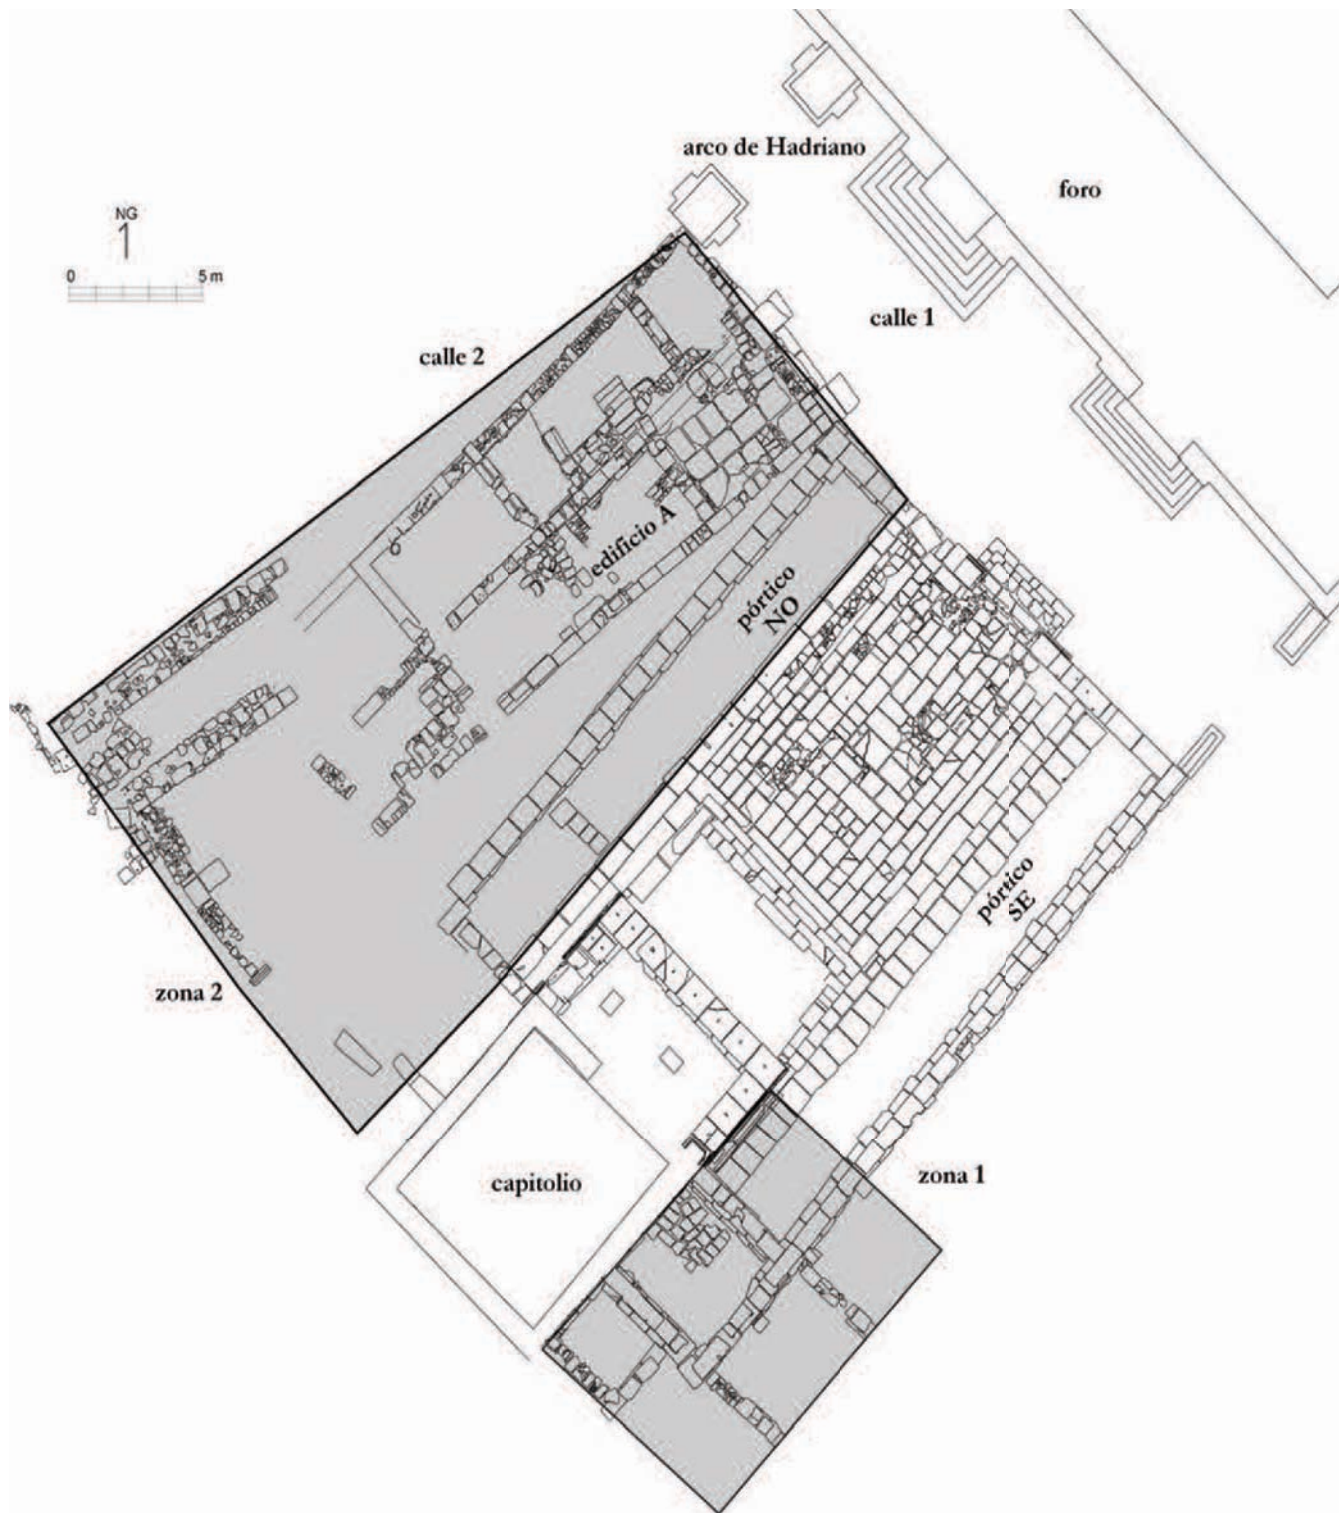 arco de Hadriano
foro
NG
0 5 m
calle 1
calle 2
edificio A
pórtico
NO
pórtico
SE
zona 2
zona 1
capitolio